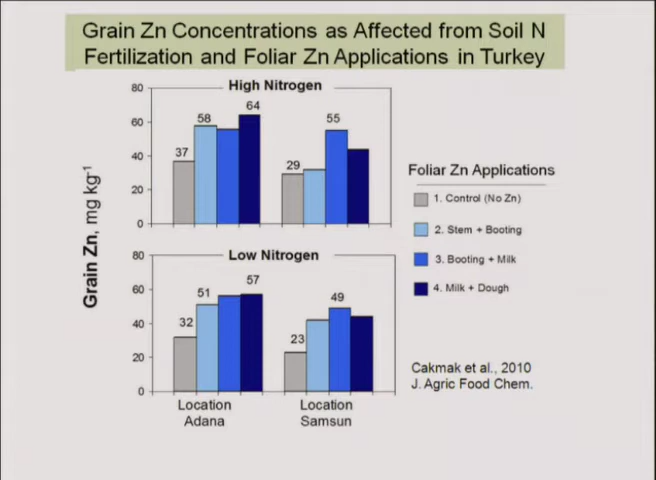 Grain Zn Concentrations as Affected from Soil N
Fertilization and Foliar Zn Applications in Turkey
High Nitrogen
80
60
40
20
0
37
58
64
29
55
Low Nitrogen
80
60
40
20
0
32
51
57
23
49
Grain Zn, mg kg-1
Location
Adana
Location
Samsun
Foliar Zn Applications
1. Control (No Zn)
2. Stem + Booting
3. Booting + Milk
4. Milk + Dough
Cakmak et al., 2010
J. Agric Food Chem.